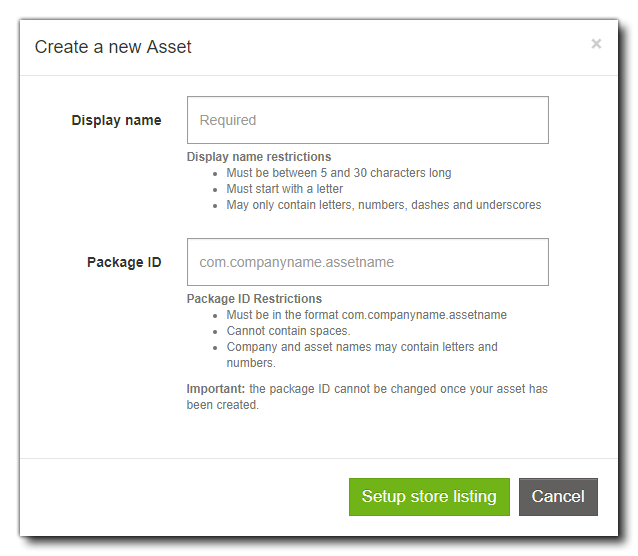 Create a new Asset ×
Display name
Required
Display name restrictions
• Must be between 5 and 30 characters long
• Must start with a letter
• May only contain letters, numbers, dashes and underscores
Package ID
com.companyname.assetname
Package ID Restrictions
• Must be in the format com.companyname.assetname
• Cannot contain spaces.
• Company and asset names may contain letters and
numbers.
Important: the package ID cannot be changed once your asset has
been created.
Setup store listing
Cancel